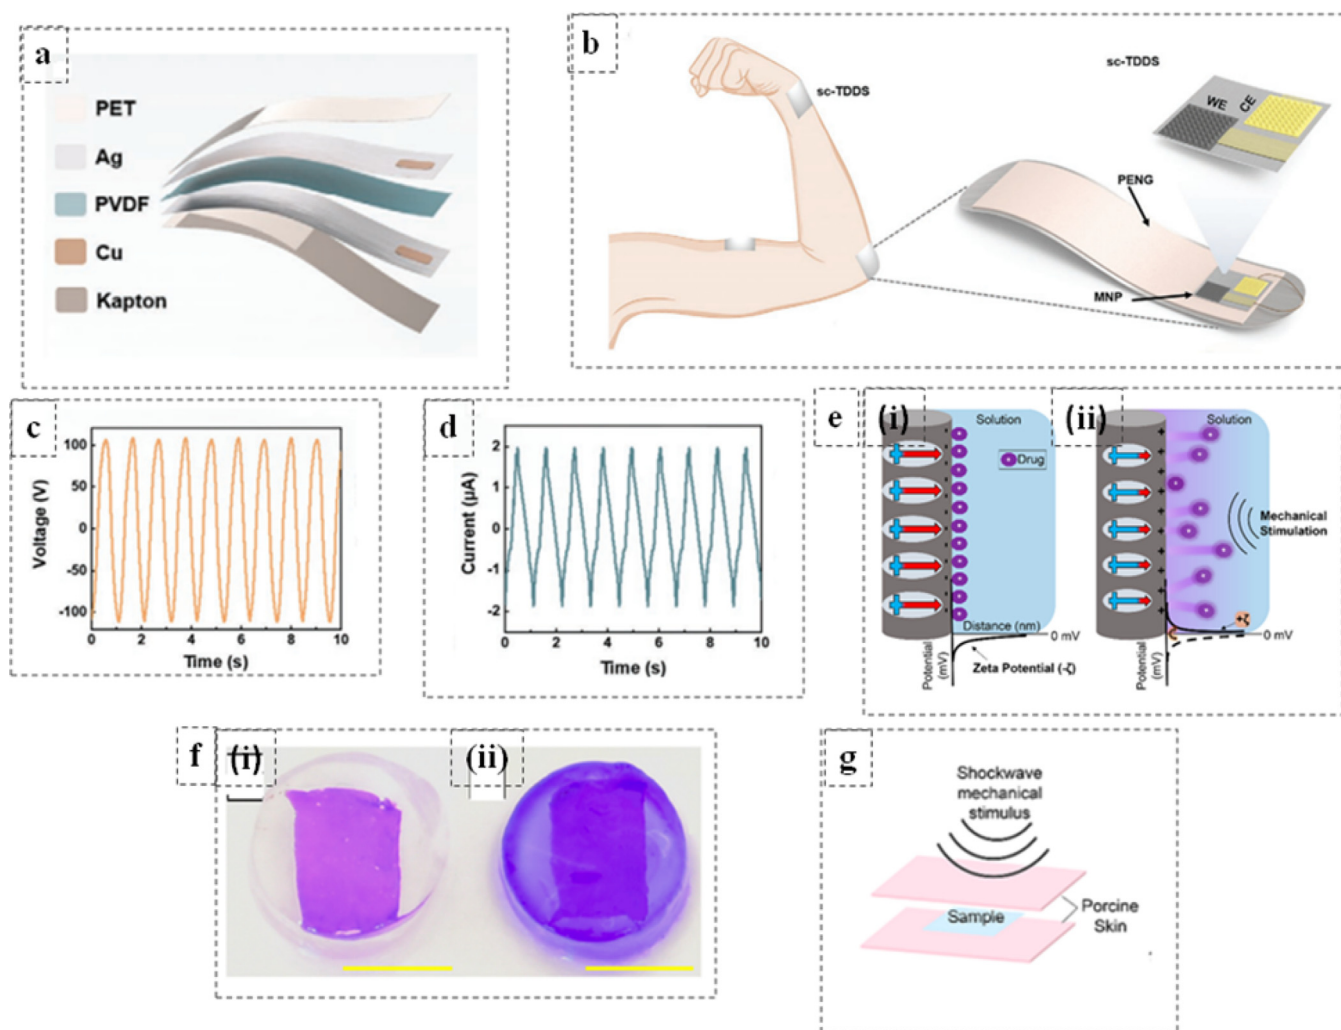 a
PET
Ag
PVDF
Cu
Kapton
b
sc-TDDS
sc-TDDS
WE
CE
PENG
MNP
c
Voltage (V)
100
50
0
-50
-100
0
2
4
6
8
10
Time (s)
d
Current (µA)
2
1
0
-1
-2
0
2
4
6
8
10
Time (s)
e
(i)
Solution
Drug
Distance (nm)
0 mV
Potential
(mV)
Zeta Potential (-ζ)
(ii)
Solution
Mechanical
Stimulation
+ζ
0 mV
Potential
(mV)
f
(i)
(ii)
g
Shockwave
mechanical
stimulus
Sample
Porcine
Skin